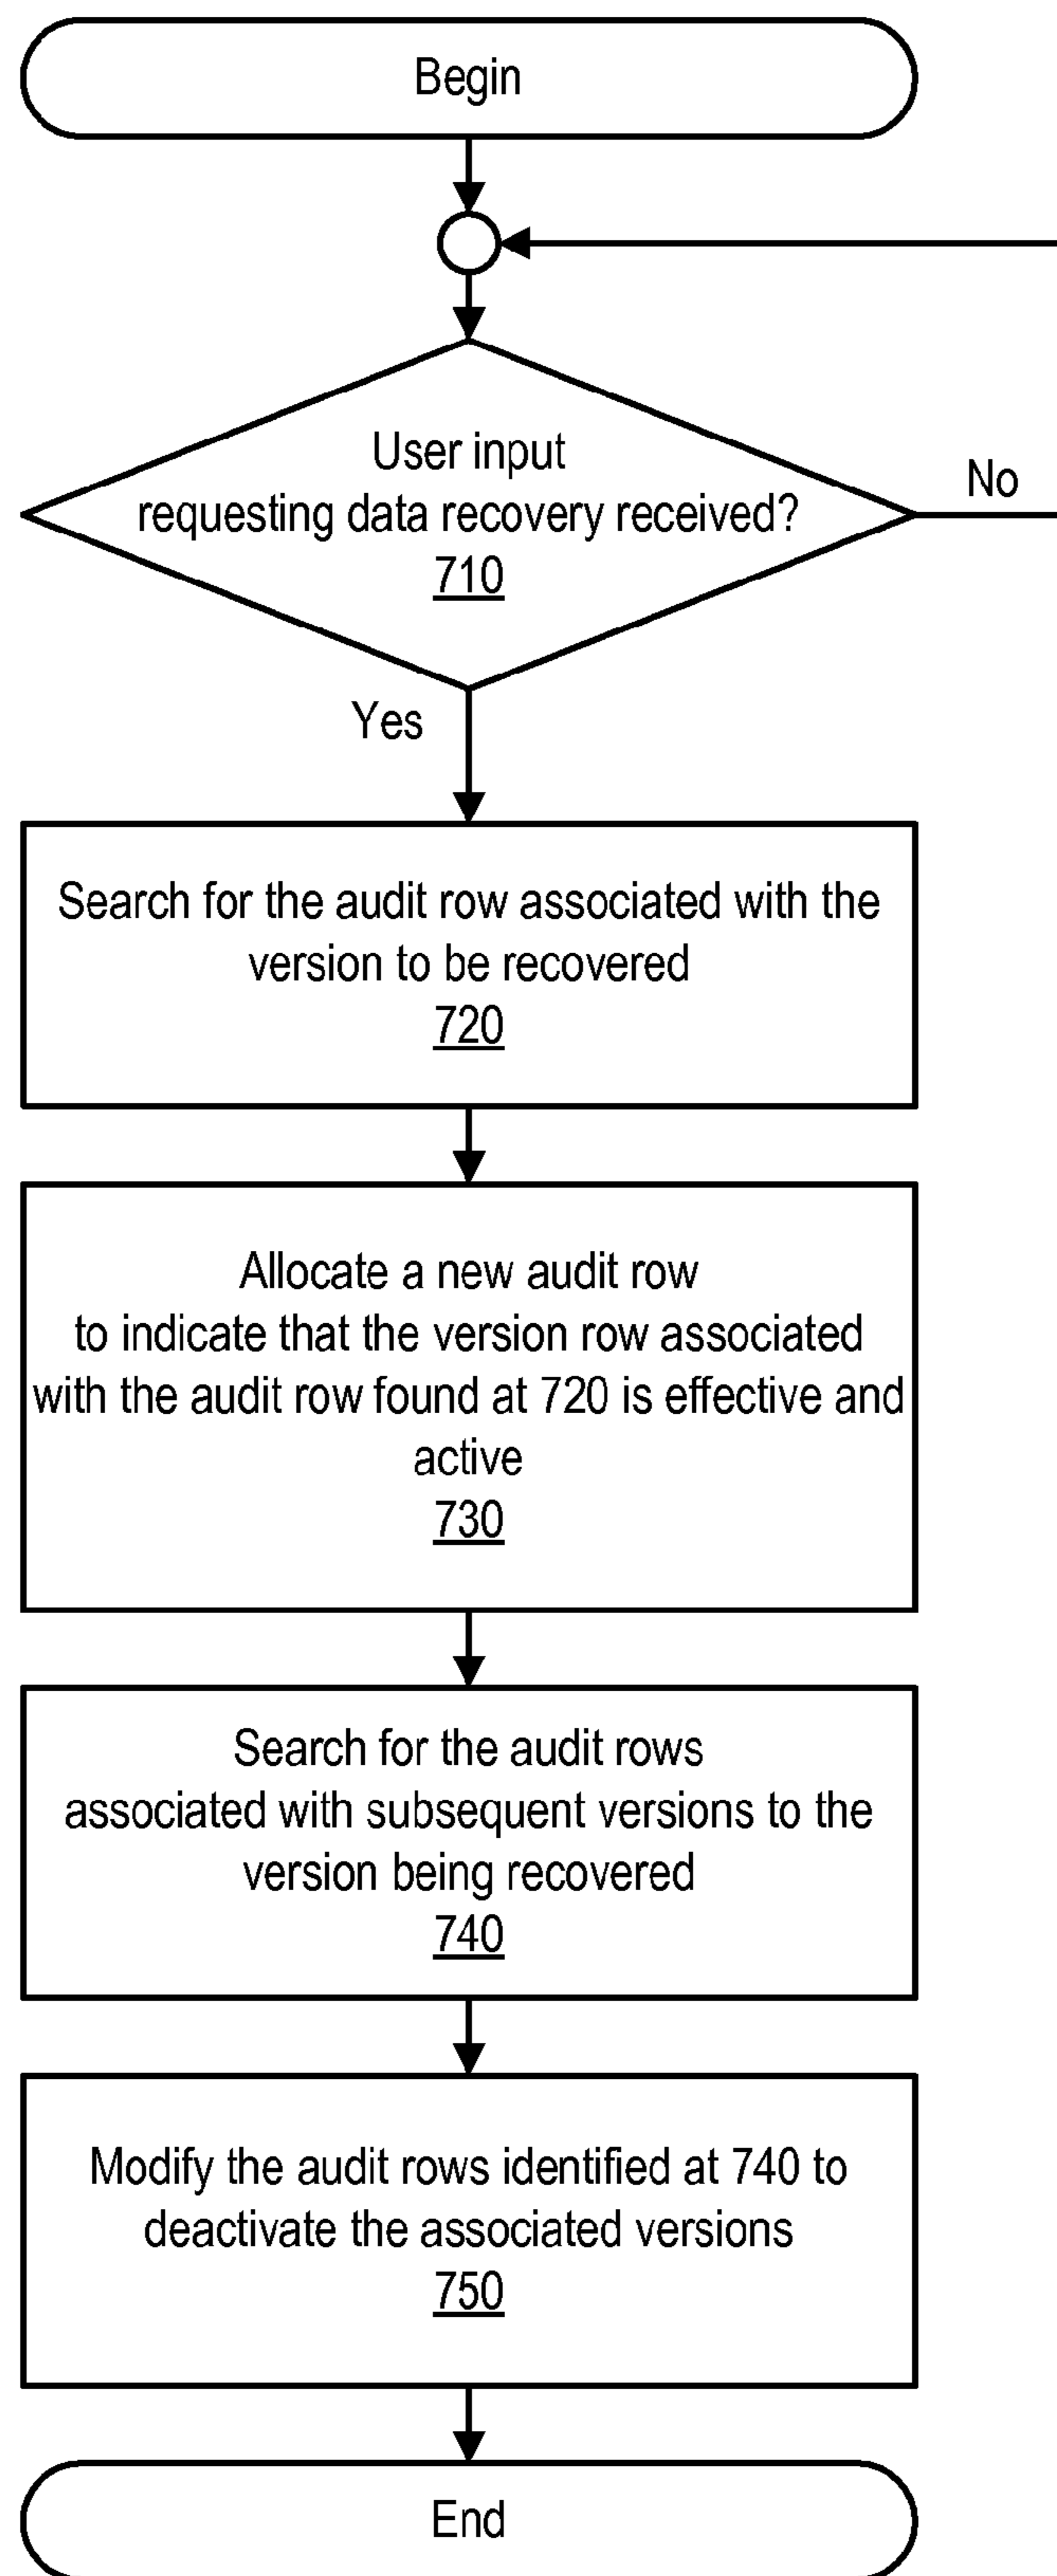 Begin
User input
requesting data recovery received?
710
No
Yes
Search for the audit row associated with the
version to be recovered
720
Allocate a new audit row
to indicate that the version row associated
with the audit row found at 720 is effective and
active
730
Search for the audit rows
associated with subsequent versions to the
version being recovered
740
Modify the audit rows identified at 740 to
deactivate the associated versions
750
End